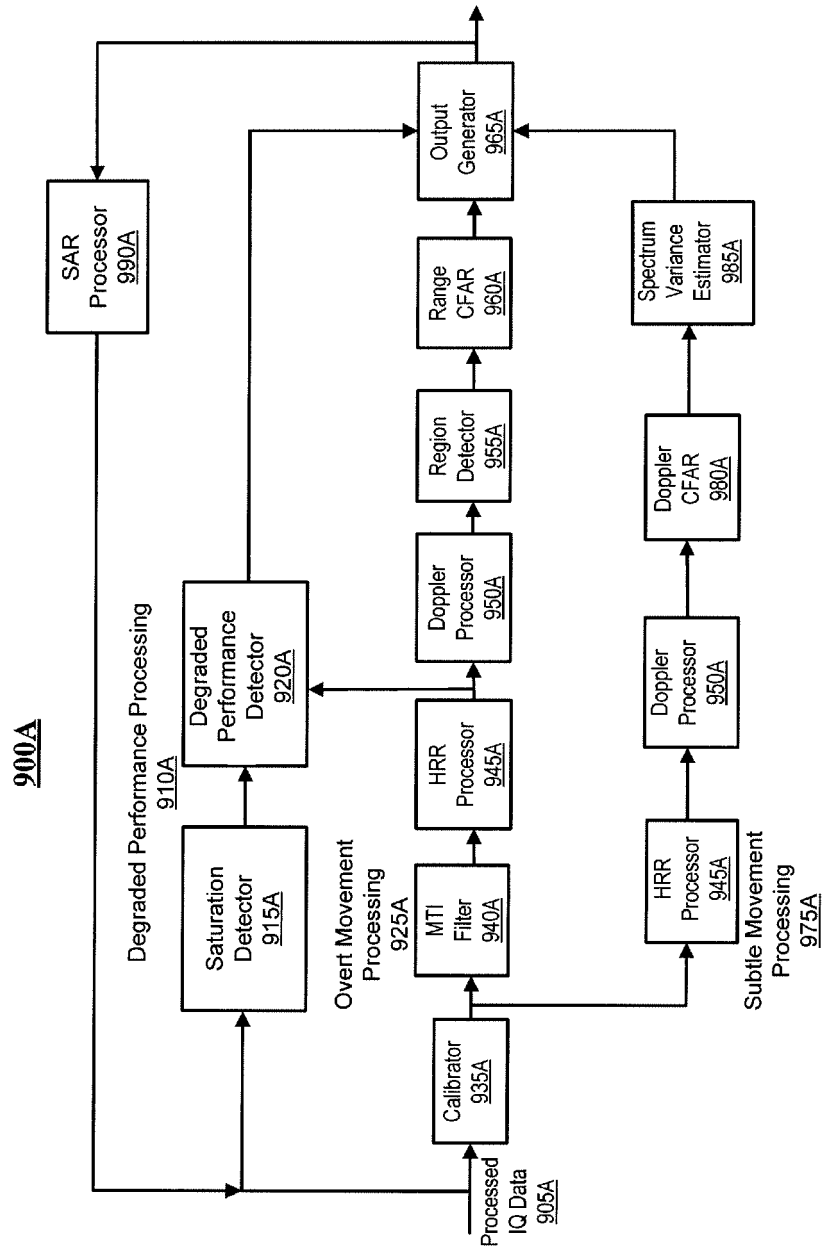 900A
SAR
Processor
990A
Degraded Performance Processing
910A
Saturation
Detector
915A
Degraded
Performance
Detector
920A
Overt Movement
Processing
925A
Processed
IQ Data
905A
Calibrator
935A
MTI
Filter
940A
HRR
Processor
945A
Doppler
Processor
950A
Region
Detector
955A
Range
CFAR
960A
Output
Generator
965A
Subtle Movement
Processing
975A
HRR
Processor
945A
Doppler
Processor
950A
Doppler
CFAR
980A
Spectrum
Variance
Estimator
985A